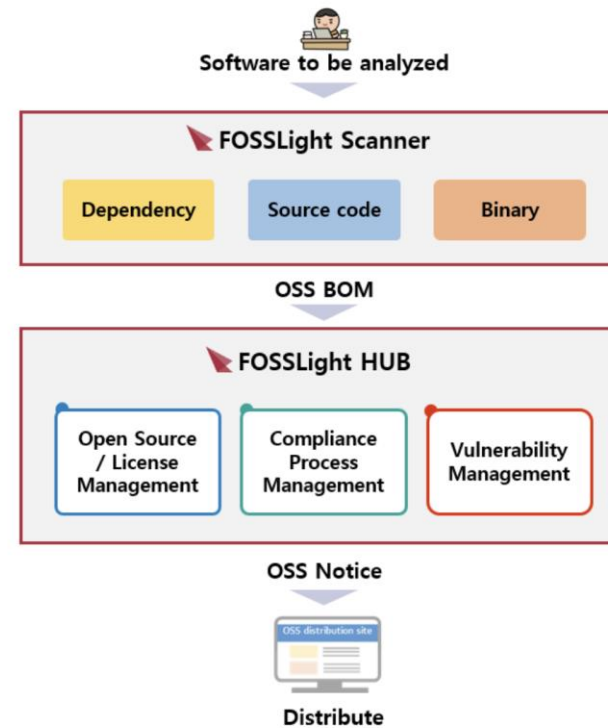 Software to be analyzed
FOSSLight Scanner
Dependency
Source code
Binary
OSS BOM
FOSSLight HUB
Open Source
/ License
Management
Compliance
Process
Management
Vulnerability
Management
OSS Notice
OSS distribution site
Distribute